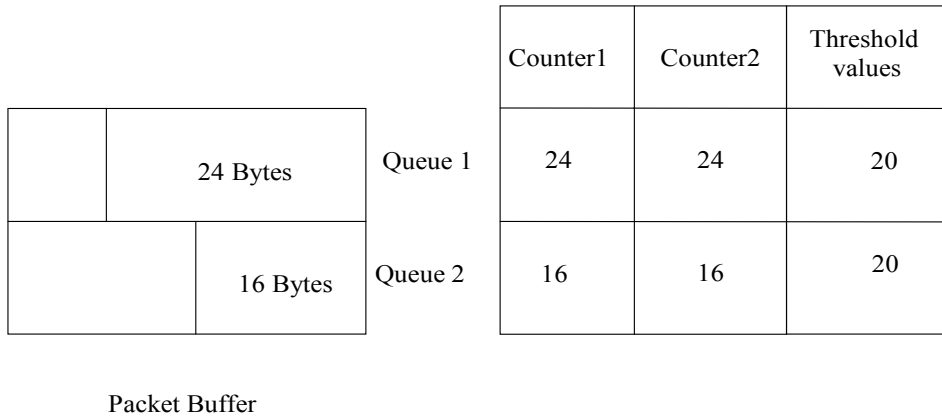 Counter1 Counter2 Threshold
values
24 Bytes Queue 1 24 24 20
16 Bytes Queue 2 16 16 20
Packet Buffer